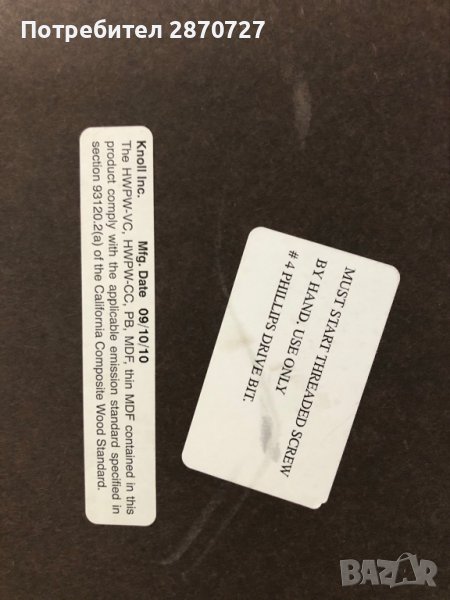 Потребител 2870727
Knoll Inc. Mfg. Date 09/10/10
The HWPW-VC, HWPW-CC, PB, MDF, thin MDF contained in this
product comply with the applicable emission standard specified in
section 93120.2(a) of the California Composite Wood Standard.
MUST START THREADED SCREW
BY HAND, USE ONLY
# 4 PHILLIPS DRIVE BIT.
BAZAR